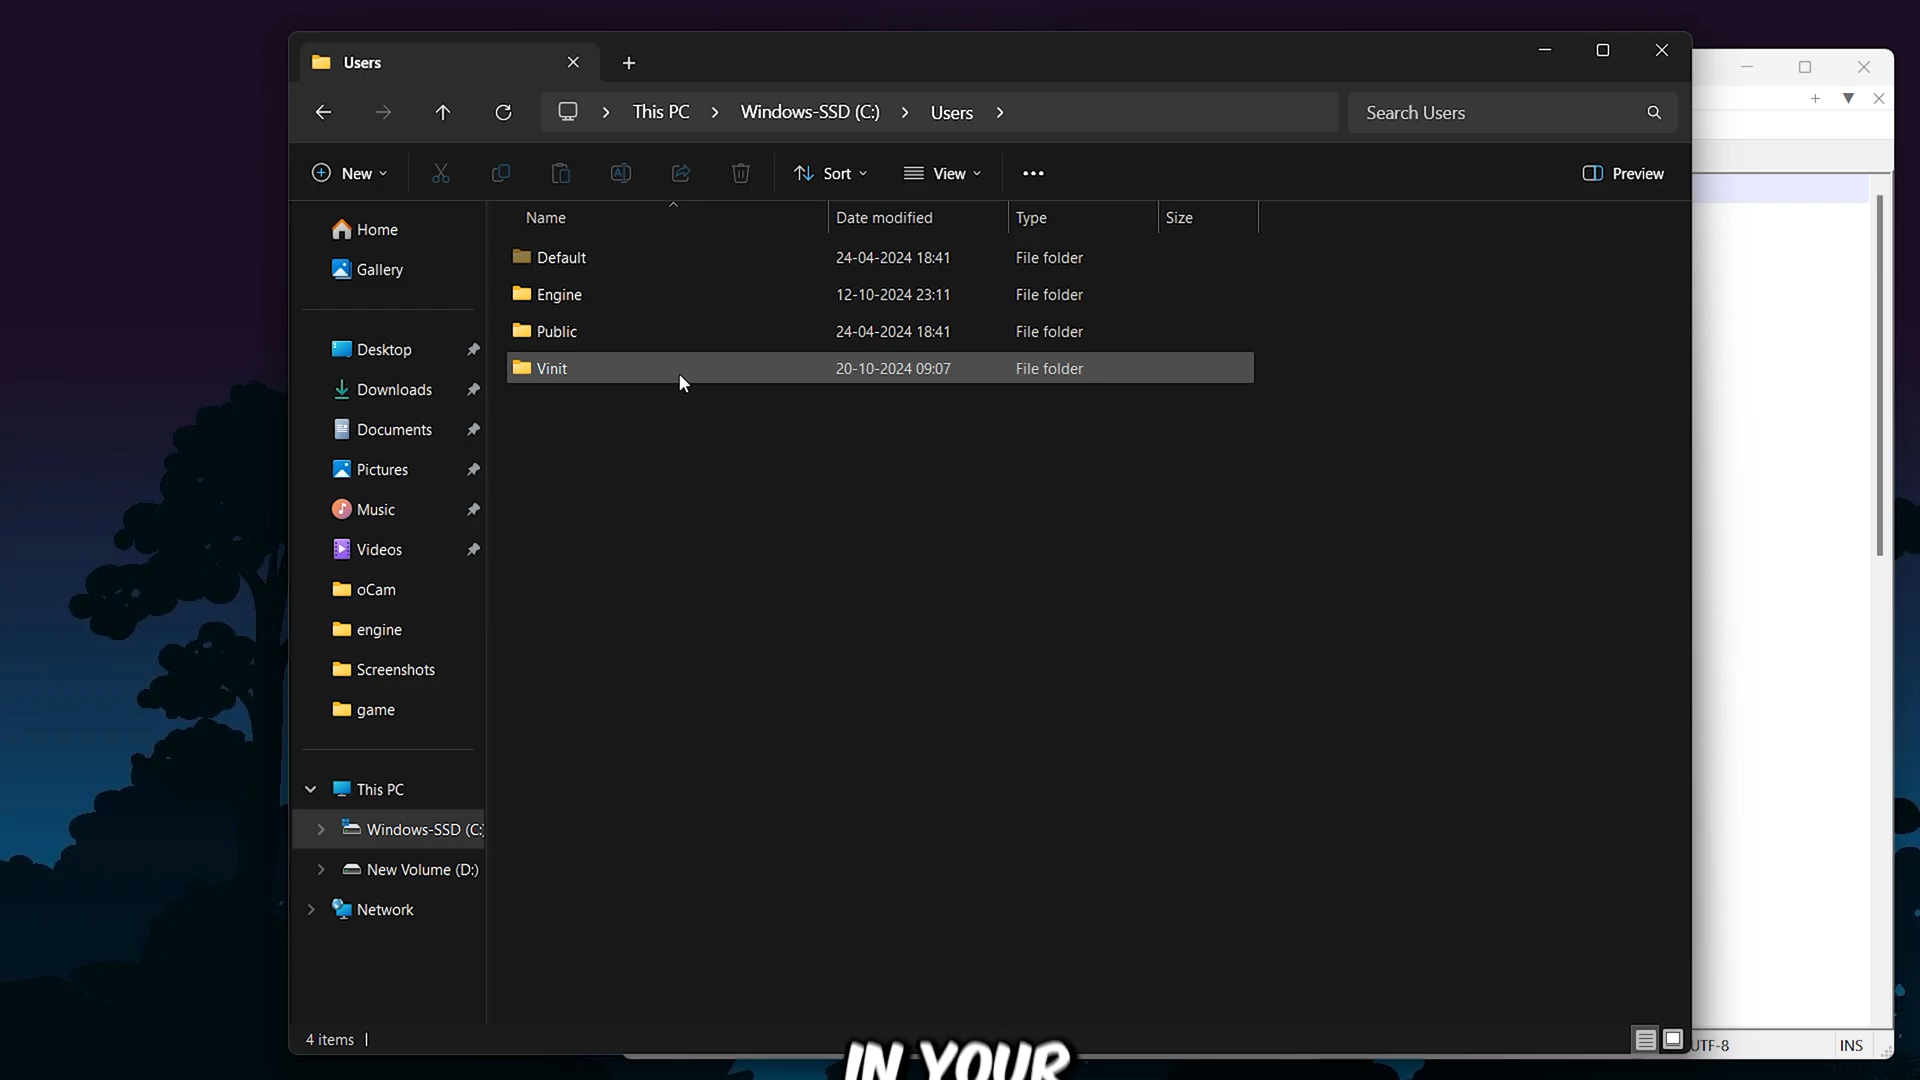 Users
This PC
Windows-SSD (C:)
Users
Search Users
New
Sort
View
Preview
Name
Date modified
Type
Size
Home
Gallery
Default 24-04-2024 18:41 File folder
Engine 12-10-2024 23:11 File folder
Public 24-04-2024 18:41 File folder
Vinit 20-10-2024 09:07 File folder
Desktop
Downloads
Documents
Pictures
Music
Videos
oCam
engine
Screenshots
game
This PC
Windows-SSD (C:
New Volume (D:)
Network
4 items
IN YOUR
UTF-8
INS